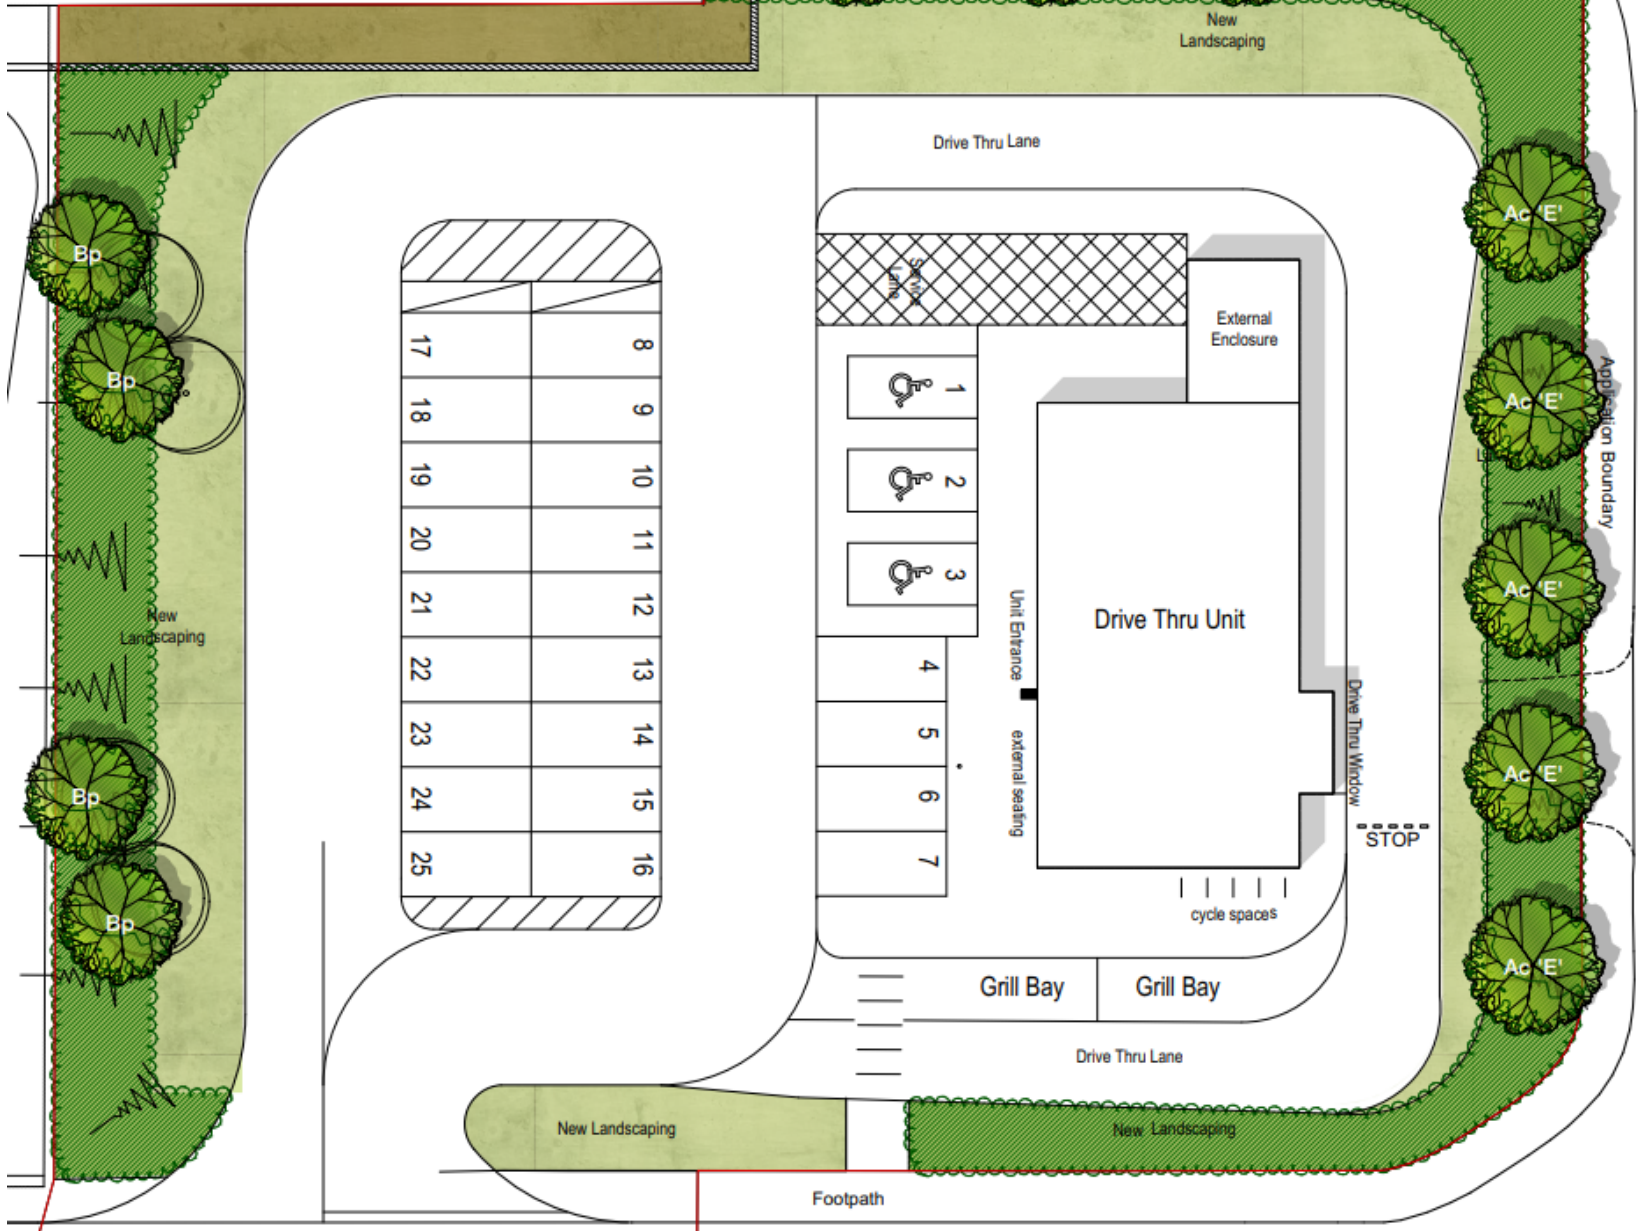 New
Landscaping
Drive Thru Lane
Service
Lane
External
Enclosure
Bp
Bp
Bp
Bp
Ac 'E'
Ac 'E'
Ac 'E'
Ac 'E'
Ac 'E'
Application Boundary
17
18
19
20
21
22
23
24
25
8
9
10
11
12
13
14
15
16
1
2
3
4
5
6
7
New
Landscaping
Unit Entrance
external seating
Drive Thru Unit
Drive Thru Window
STOP
cycle spaces
Grill Bay
Grill Bay
Drive Thru Lane
New Landscaping
New Landscaping
Footpath